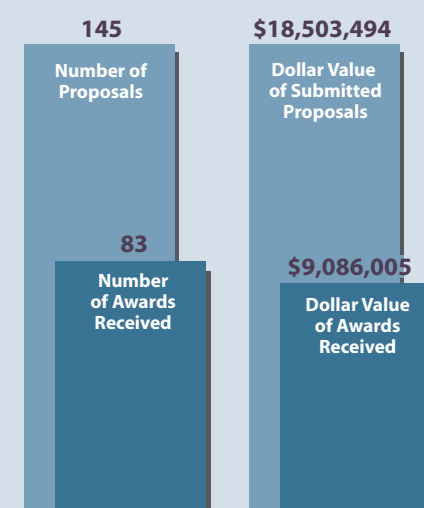 145
Number of
Proposals
83
Number
of Awards
Received
$18,503,494
Dollar Value
of Submitted
Proposals
$9,086,005
Dollar Value
of Awards
Received